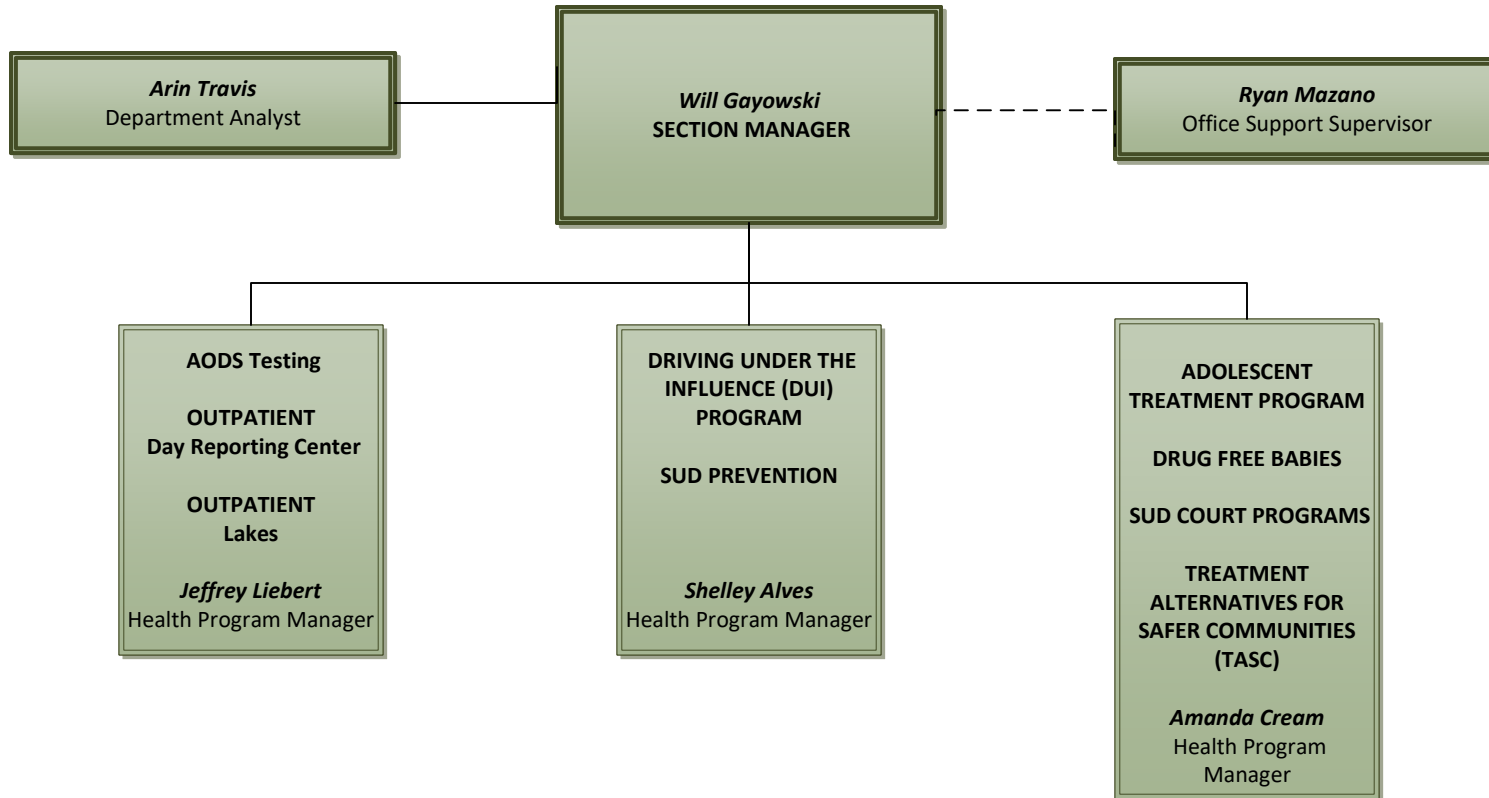 Arin Travis
Department Analyst
Will Gayowski
SECTION MANAGER
Ryan Mazano
Office Support Supervisor
AODS Testing
OUTPATIENT
Day Reporting Center
OUTPATIENT
Lakes
Jeffrey Liebert
Health Program Manager
DRIVING UNDER THE
INFLUENCE (DUI)
PROGRAM
SUD PREVENTION
Shelley Alves
Health Program Manager
ADOLESCENT
TREATMENT PROGRAM
DRUG FREE BABIES
SUD COURT PROGRAMS
TREATMENT
ALTERNATIVES FOR
SAFER COMMUNITIES
(TASC)
Amanda Cream
Health Program
Manager